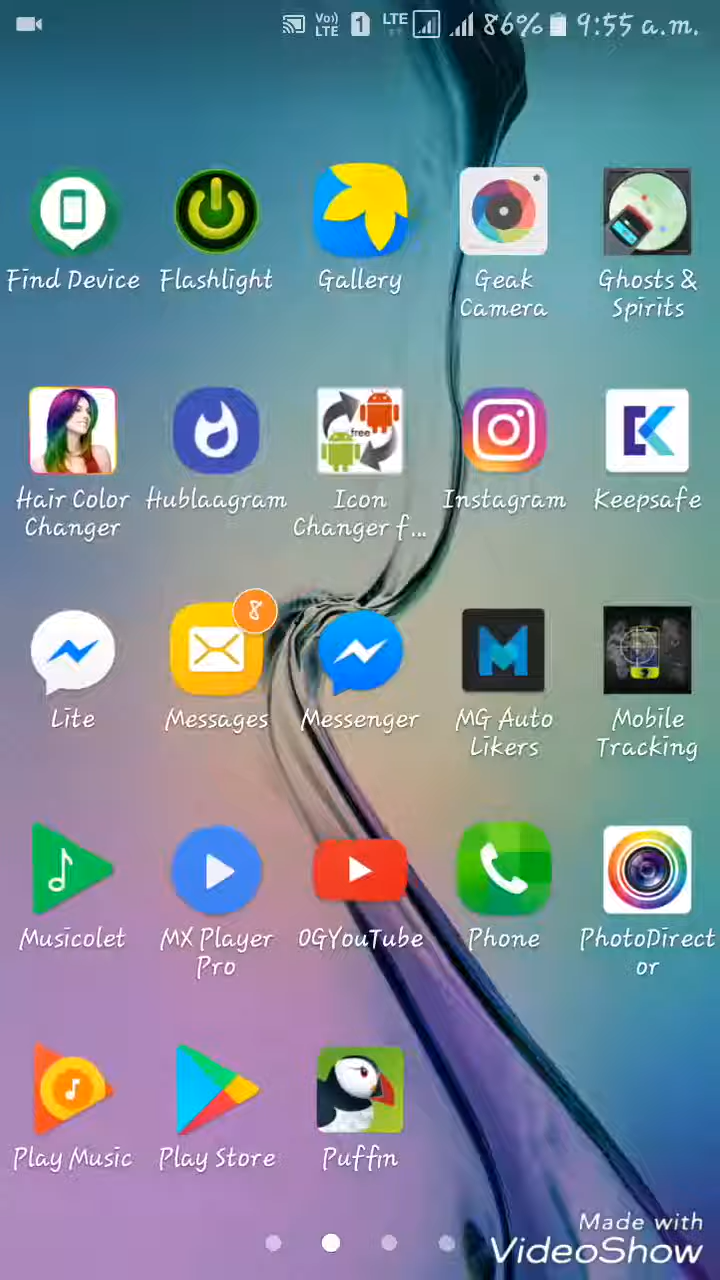 Vo))
LTE
1
LTE
86%
9:55 a.m.
Find Device
Flashlight
Gallery
Geak
Camera
Ghosts &
Spirits
Hair Color
Changer
Hublaagram
free
Icon
Changer f...
Instagram
Keepsafe
Lite
8
Messages
Messenger
MG Auto
Likers
Mobile
Tracking
Musicolet
MX Player
Pro
OGYouTube
Phone
PhotoDirect
or
Play Music
Play Store
Puffin
Made with
VideoShow